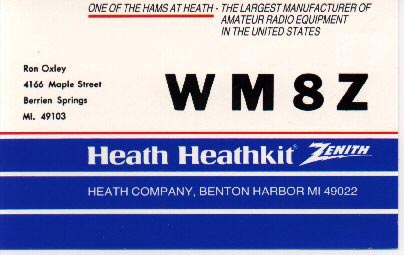 ONE OF THE HAMS AT HEATH - THE LARGEST MANUFACTURER OF
AMATEUR RADIO EQUIPMENT
IN THE UNITED STATES
Ron Oxley
4166 Maple Street
Berrien Springs
MI. 49103
WM8Z
Heath Heathkit® ZENITH
HEATH COMPANY, BENTON HARBOR MI 49022